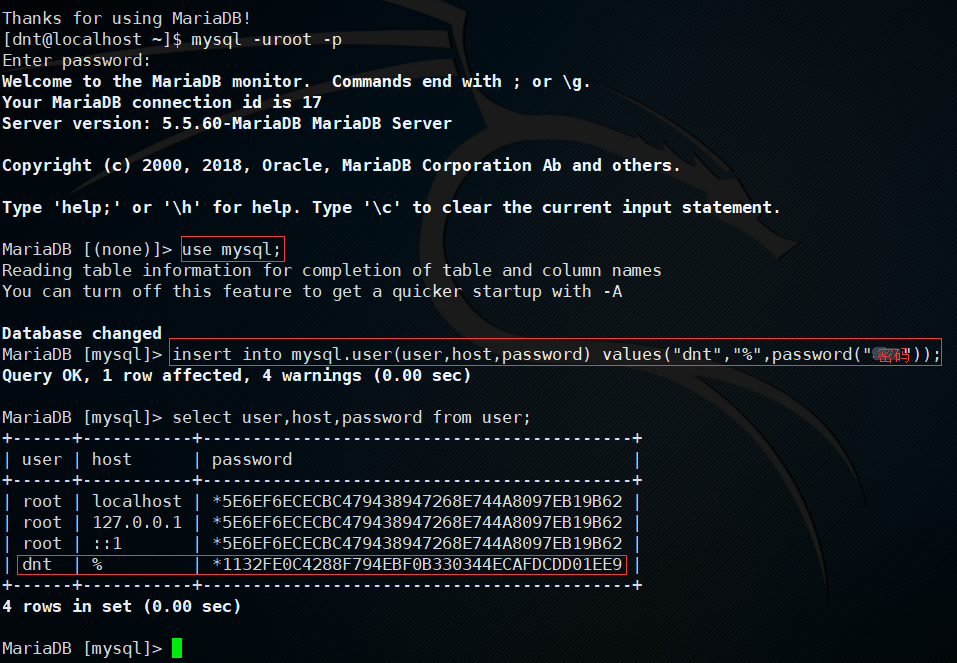 Thanks for using MariaDB!
[dnt@localhost ~]$ mysql -uroot -p
Enter password:
Welcome to the MariaDB monitor.  Commands end with ; or \g.
Your MariaDB connection id is 17
Server version: 5.5.60-MariaDB MariaDB Server
Copyright (c) 2000, 2018, Oracle, MariaDB Corporation Ab and others.
Type 'help;' or '\h' for help. Type '\c' to clear the current input statement.
MariaDB [(none)]> use mysql;
Reading table information for completion of table and column names
You can turn off this feature to get a quicker startup with -A
Database changed
MariaDB [mysql]> insert into mysql.user(user,host,password) values("dnt","%",password("密码"));
Query OK, 1 row affected, 4 warnings (0.00 sec)
MariaDB [mysql]> select user,host,password from user;
+------+-----------+-------------------------------------------+
| user | host      | password                                  |
+------+-----------+-------------------------------------------+
| root | localhost | *5E6EF6ECECBC479438947268E744A8097EB19B62 |
| root | 127.0.0.1 | *5E6EF6ECECBC479438947268E744A8097EB19B62 |
| root | ::1       | *5E6EF6ECECBC479438947268E744A8097EB19B62 |
| dnt  | %         | *1132FE0C4288F794EBF0B330344ECAFDCDD01EE9 |
+------+-----------+-------------------------------------------+
4 rows in set (0.00 sec)
MariaDB [mysql]>